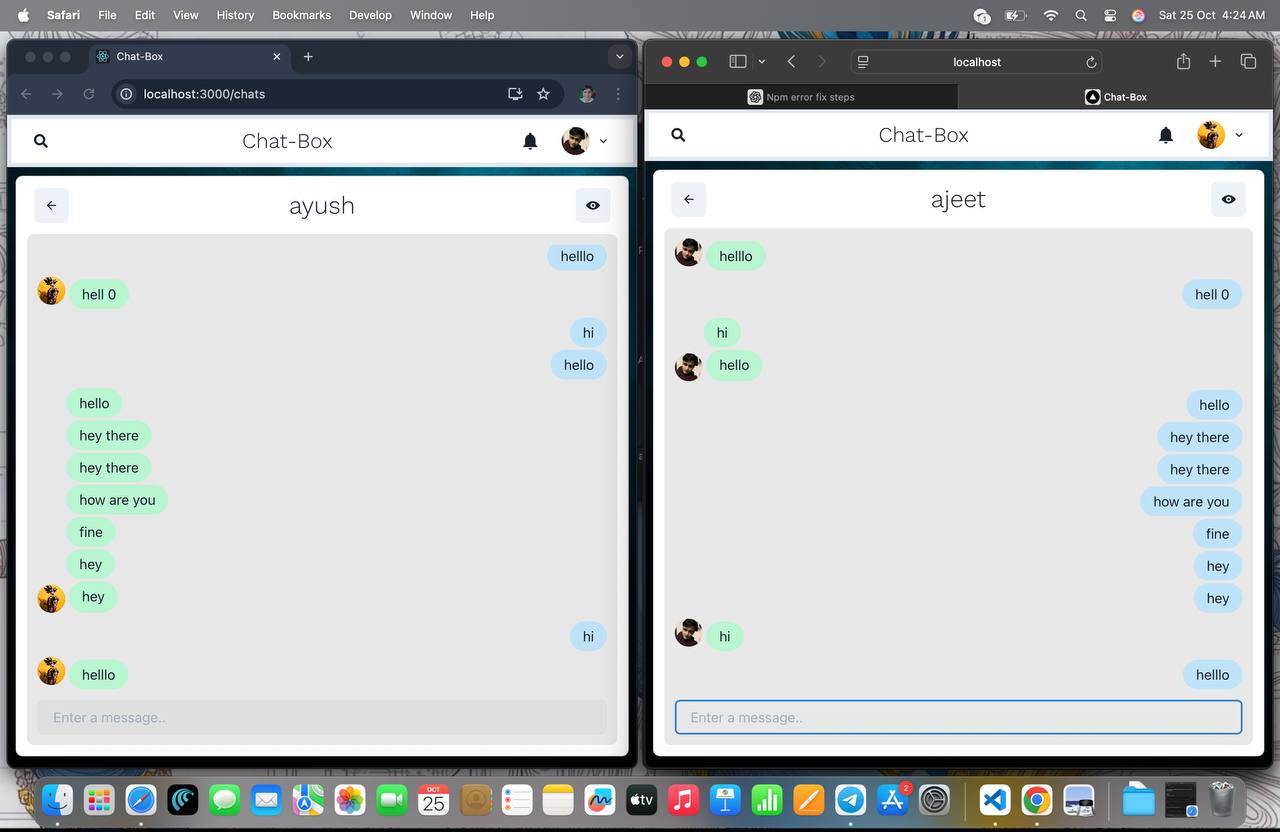 Safari File Edit View History Bookmarks Develop Window Help 1 Sat 25 Oct 4:24 AM
Chat-Box
localhost:3000/chats
Chat-Box
ayush
helllo
hell 0
hi
hello
hello
hey there
hey there
how are you
fine
hey
hey
hi
helllo
Enter a message..
localhost
Npm error fix steps Chat-Box
Chat-Box
ajeet
helllo
hell 0
hi
hello
hello
hey there
hey there
how are you
fine
hey
hey
hi
helllo
Enter a message..
OCT
25
tv
2